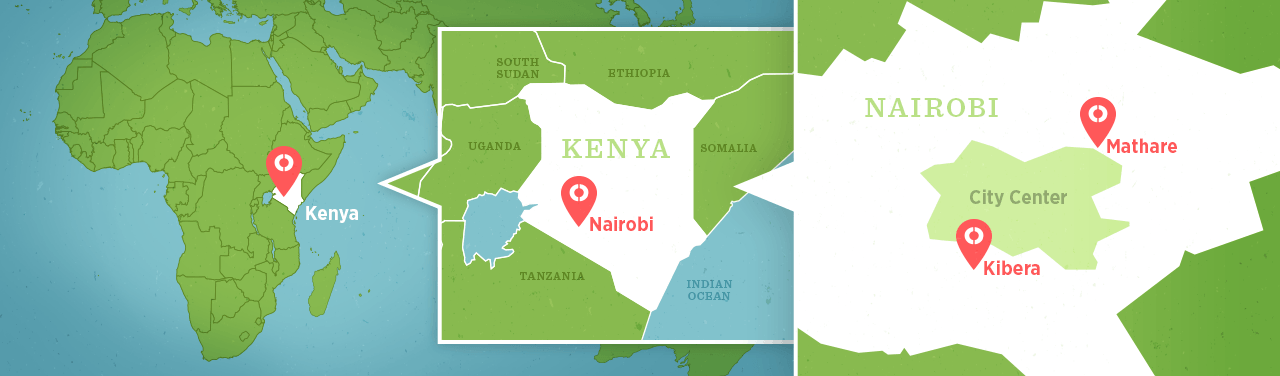 Kenya
SOUTH
SUDAN
ETHIOPIA
UGANDA
KENYA
SOMALIA
Nairobi
TANZANIA
INDIAN
OCEAN
NAIROBI
Mathare
City Center
Kibera